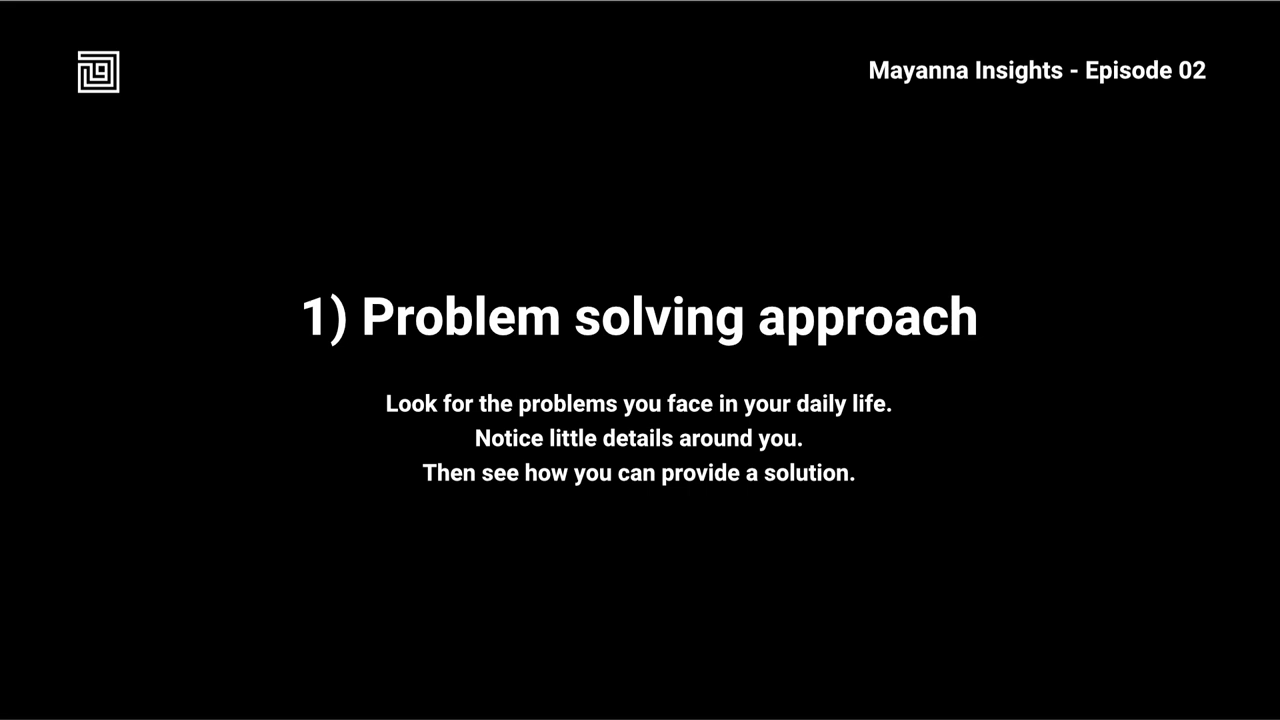 Mayanna Insights - Episode 02
1) Problem solving approach
Look for the problems you face in your daily life.
Notice little details around you.
Then see how you can provide a solution.